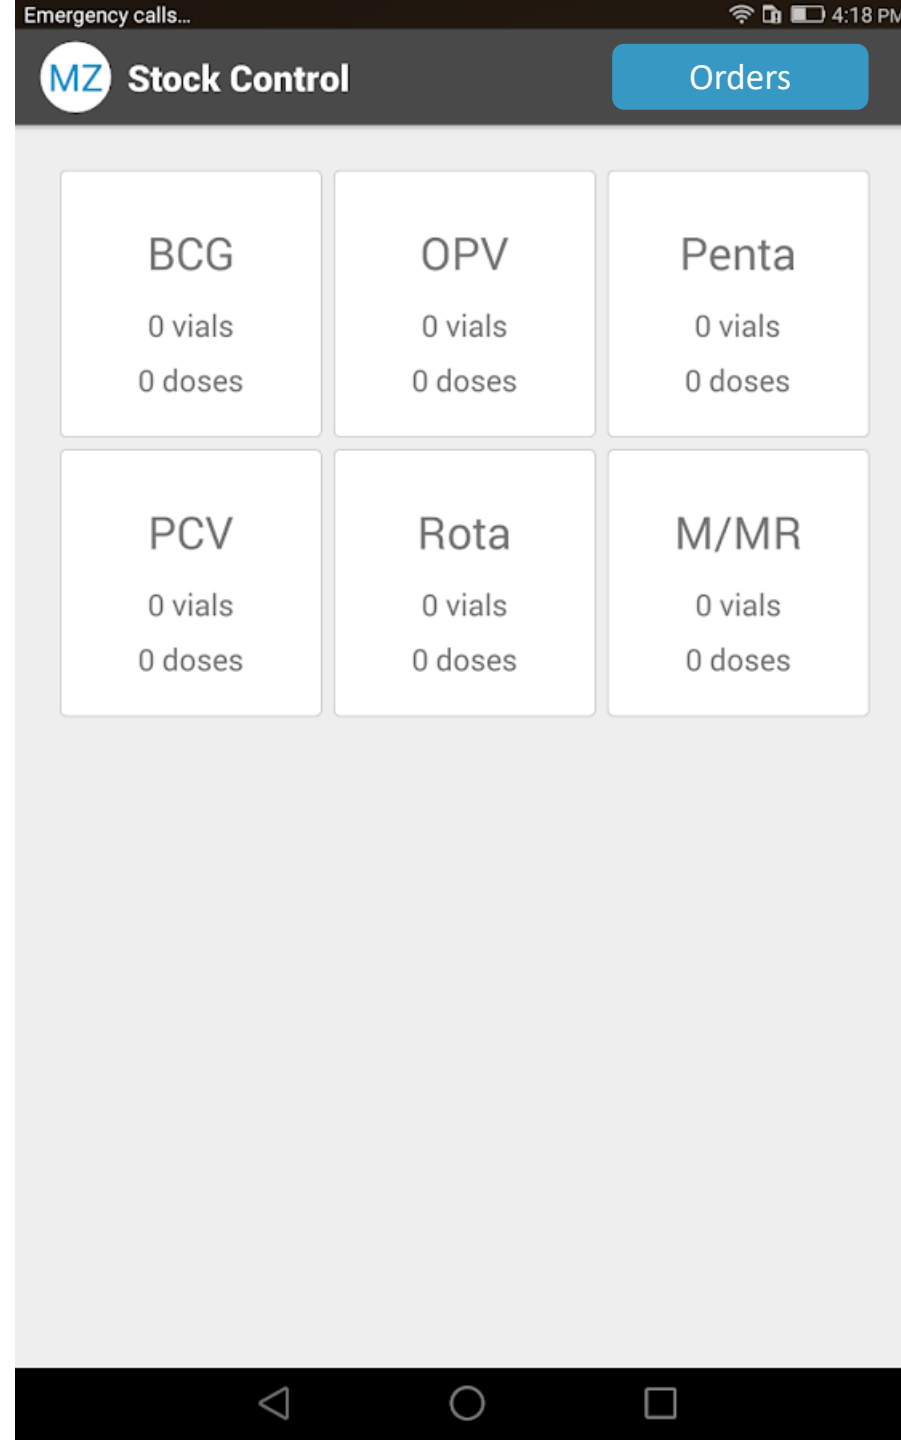 Emergency calls...
4:18 PM
MZ Stock Control
Orders
BCG
0 vials
0 doses
OPV
0 vials
0 doses
Penta
0 vials
0 doses
PCV
0 vials
0 doses
Rota
0 vials
0 doses
M/MR
0 vials
0 doses